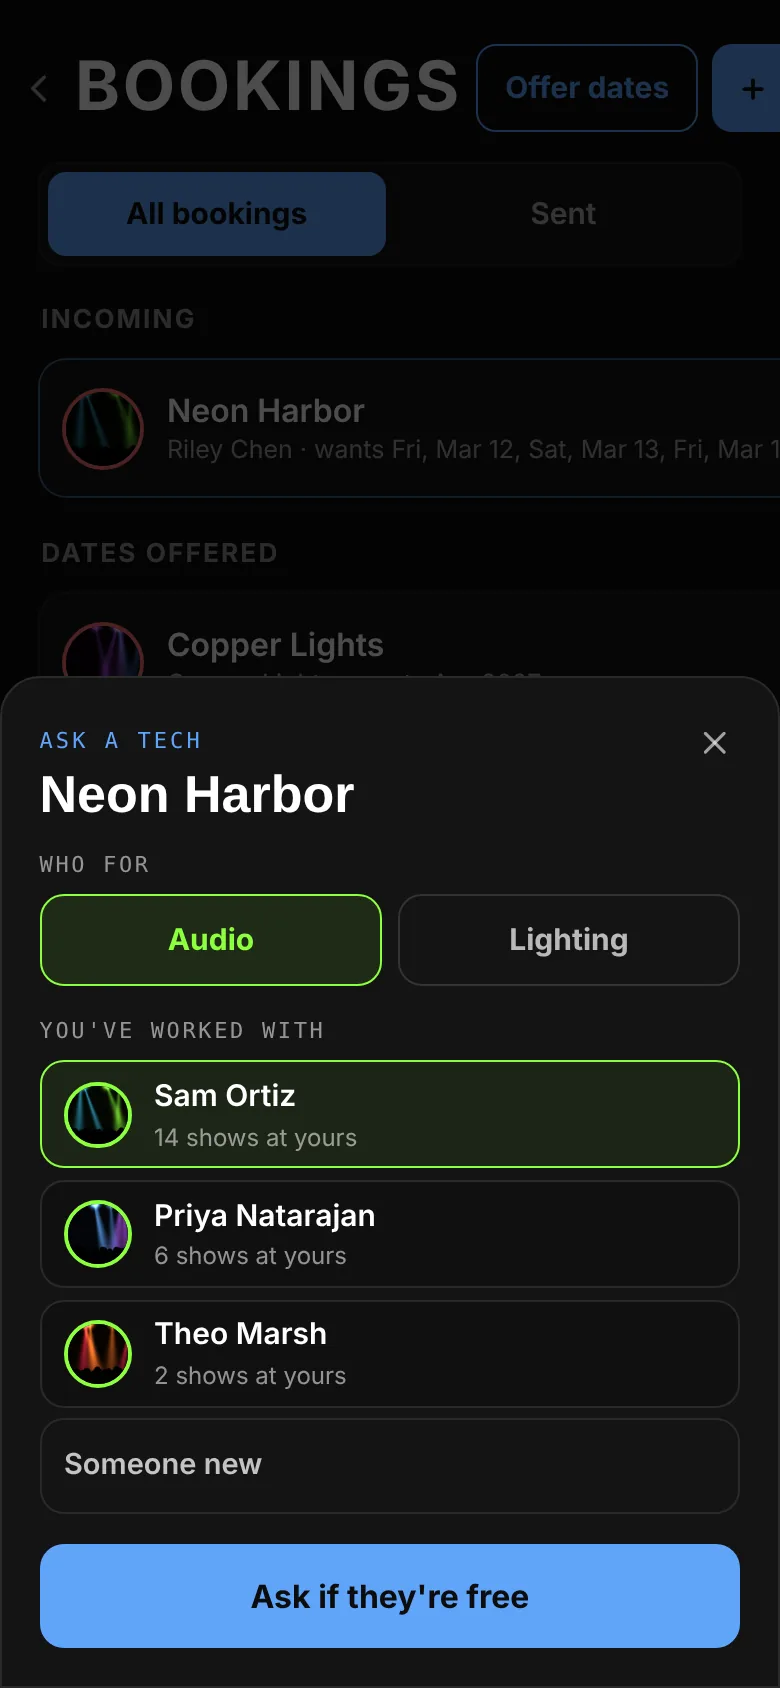 BOOKINGS
Offer dates
+
All bookings
Sent
INCOMING
Neon Harbor
Riley Chen · wants Fri, Mar 12, Sat, Mar 13, Fri, Mar 1
DATES OFFERED
Copper Lights
ASK A TECH
Neon Harbor
WHO FOR
Audio
Lighting
YOU'VE WORKED WITH
Sam Ortiz
14 shows at yours
Priya Natarajan
6 shows at yours
Theo Marsh
2 shows at yours
Someone new
Ask if they're free